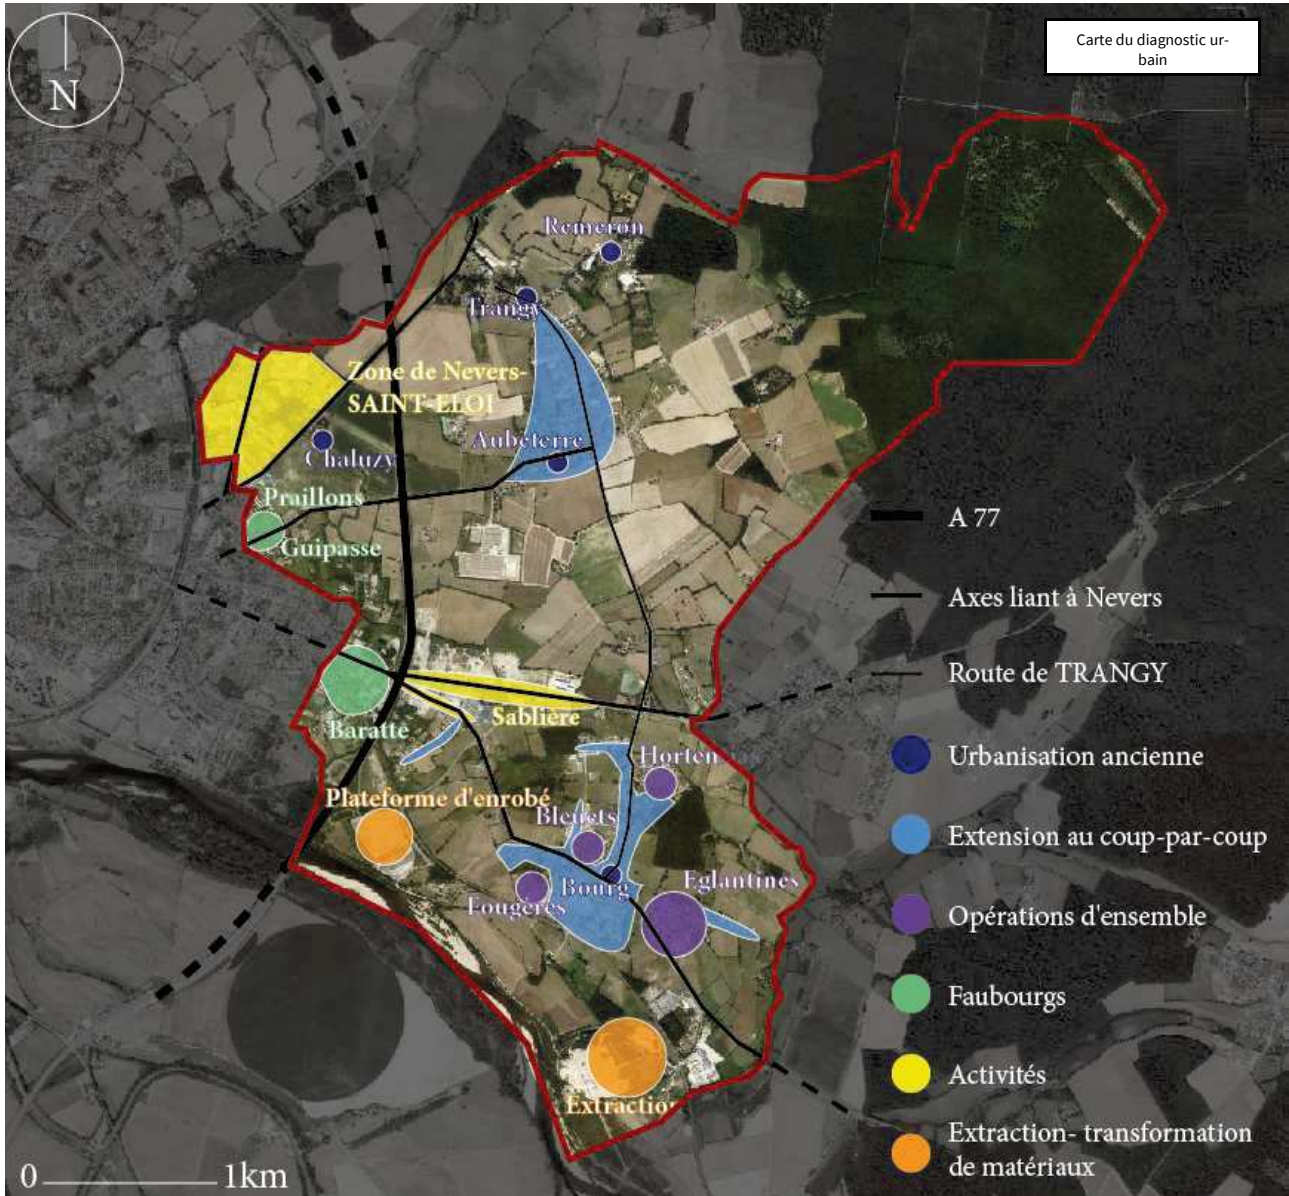 Carte du diagnostic ur-
bain
N
Remeron
Trangy
Zone de Nevers-
SAINT-ELOI
Aubeterre
Chaluzy
Praillons
Guipasse
A 77
Axes liant à Nevers
Route de TRANGY
Baratte
Sablière
Horten
Urbanisation ancienne
Plateforme d'enrobé
Bleuets
Extension au coup-par-coup
Bourg
Eglantines
Fougères
Opérations d'ensemble
Faubourgs
Activités
Extraction
Extraction- transformation
de matériaux
0
1km